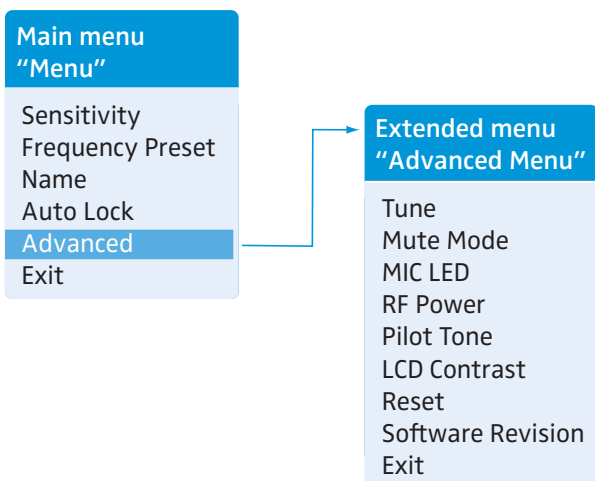 Main menu
“Menu”
Sensitivity
Frequency Preset
Name
Auto Lock
Advanced
Exit
Extended menu
“Advanced Menu”
Tune
Mute Mode
MIC LED
RF Power
Pilot Tone
LCD Contrast
Reset
Software Revision
Exit